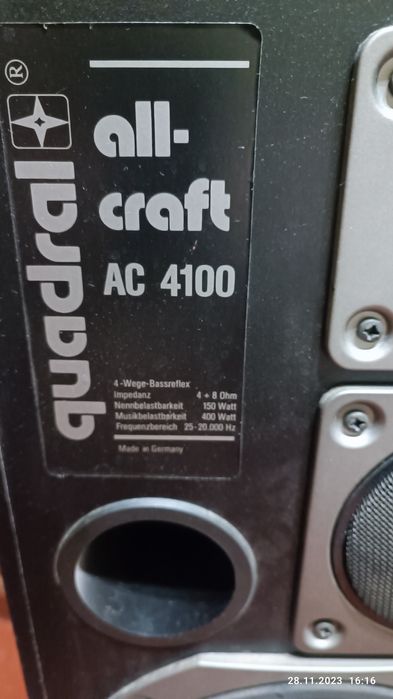 ®
quadral
all-
craft
AC 4100
4-Wege-Bassreflex
Impedanz 4 + 8 Ohm
Nennbelastbarkeit 150 Watt
Musikbelastbarkeit 400 Watt
Frequenzbereich 25-20.000 Hz
Made in Germany
28.11.2023 16:16